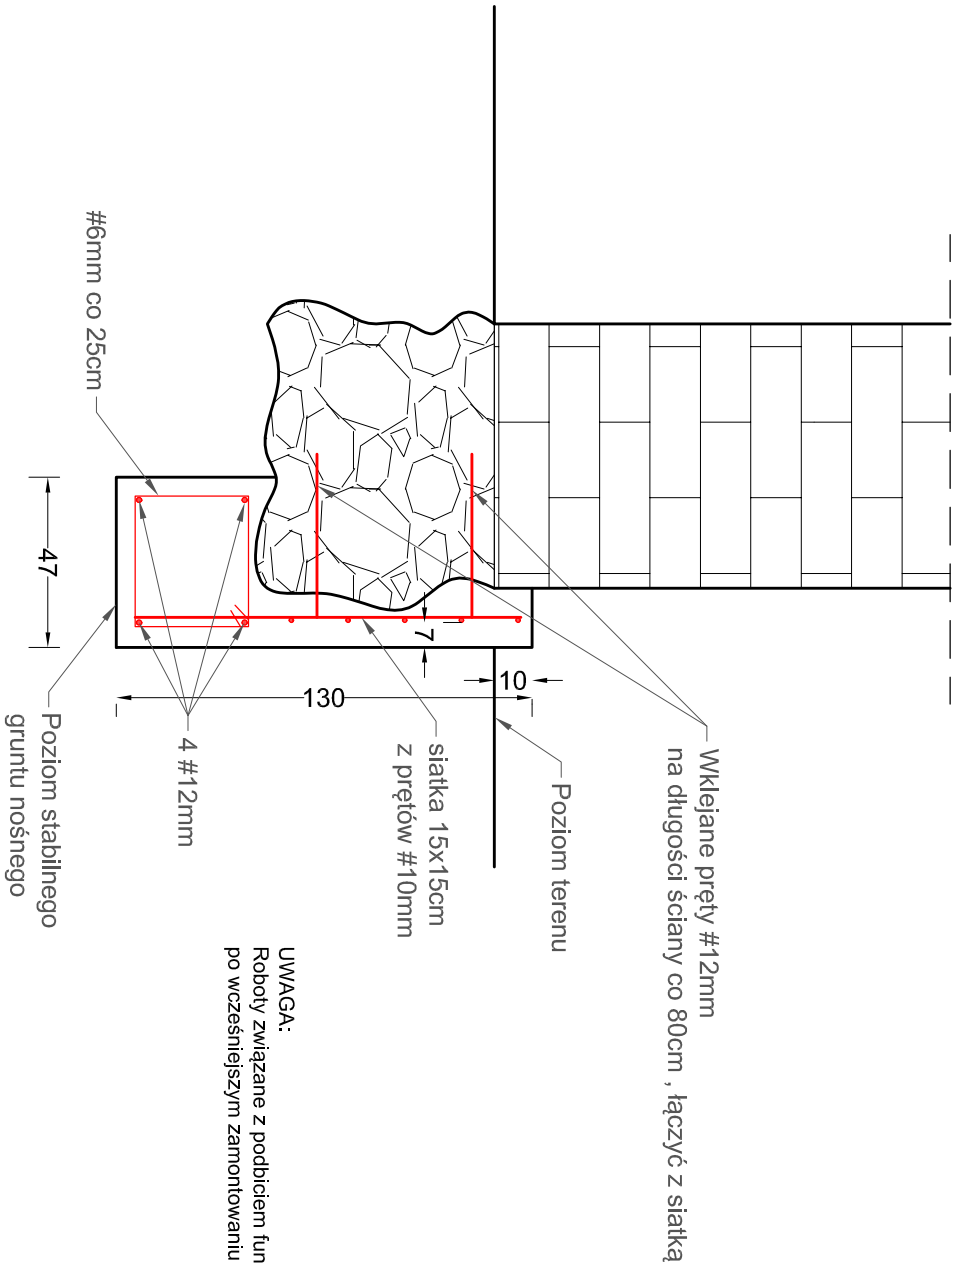 Wklejane pręty #12mm
na długości ściany co 80cm , łączyć z siatką
Poziom terenu
10
7
siatka 15x15cm
z prętów #10mm
130
4 #12mm
#6mm co 25cm
47
Poziom stabilnego
gruntu nośnego
UWAGA:
Roboty związane z podbiciem fun
po wcześniejszym zamontowaniu